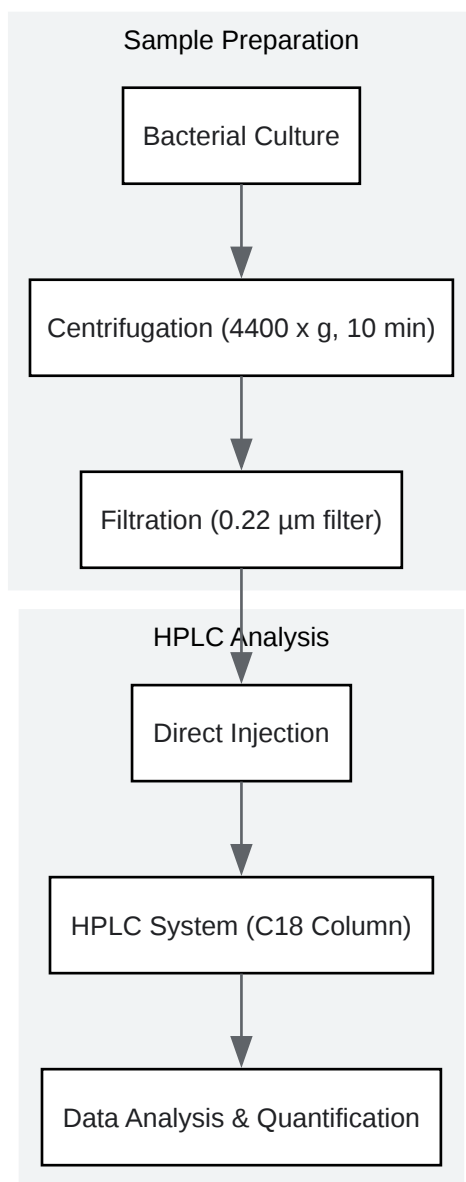 Sample Preparation
Bacterial Culture
Centrifugation (4400 x g, 10 min)
Filtration (0.22 µm filter)
HPLC Analysis
Direct Injection
HPLC System (C18 Column)
Data Analysis & Quantification